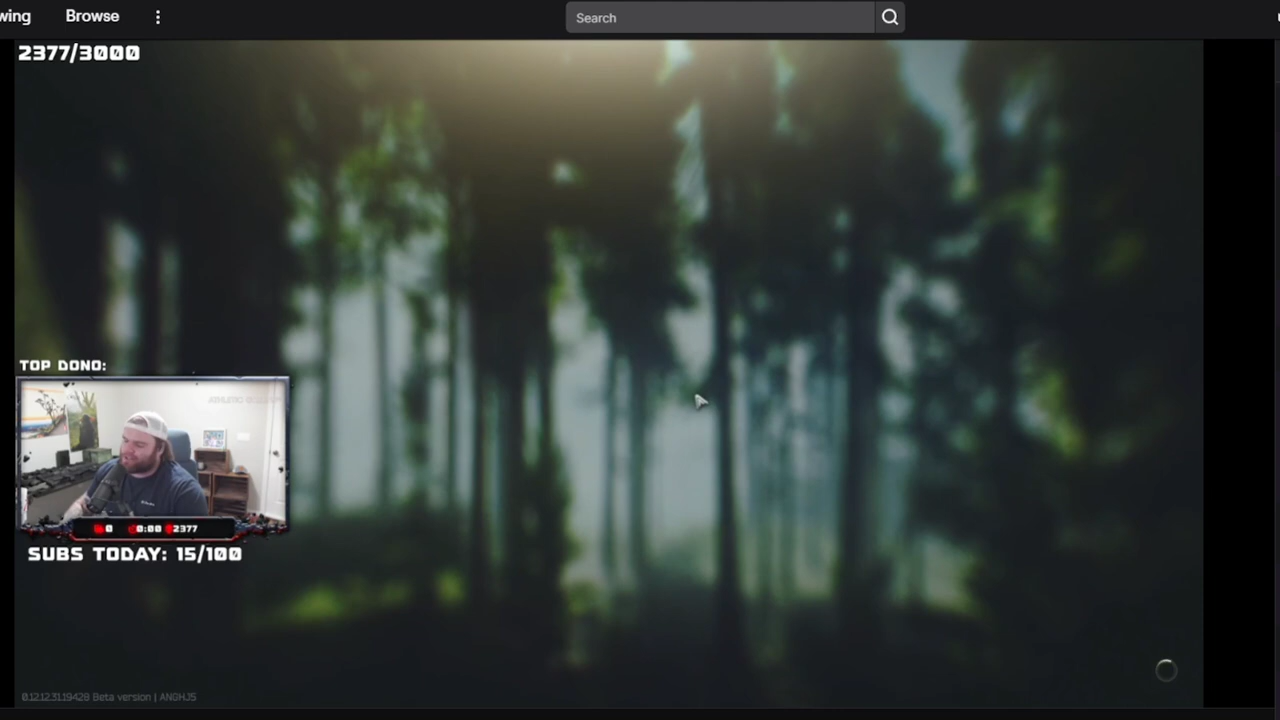 wing Browse
Search
2377/3000
TOP DONO:
0 0:00 2377
SUBS TODAY: 15/100
Beta version